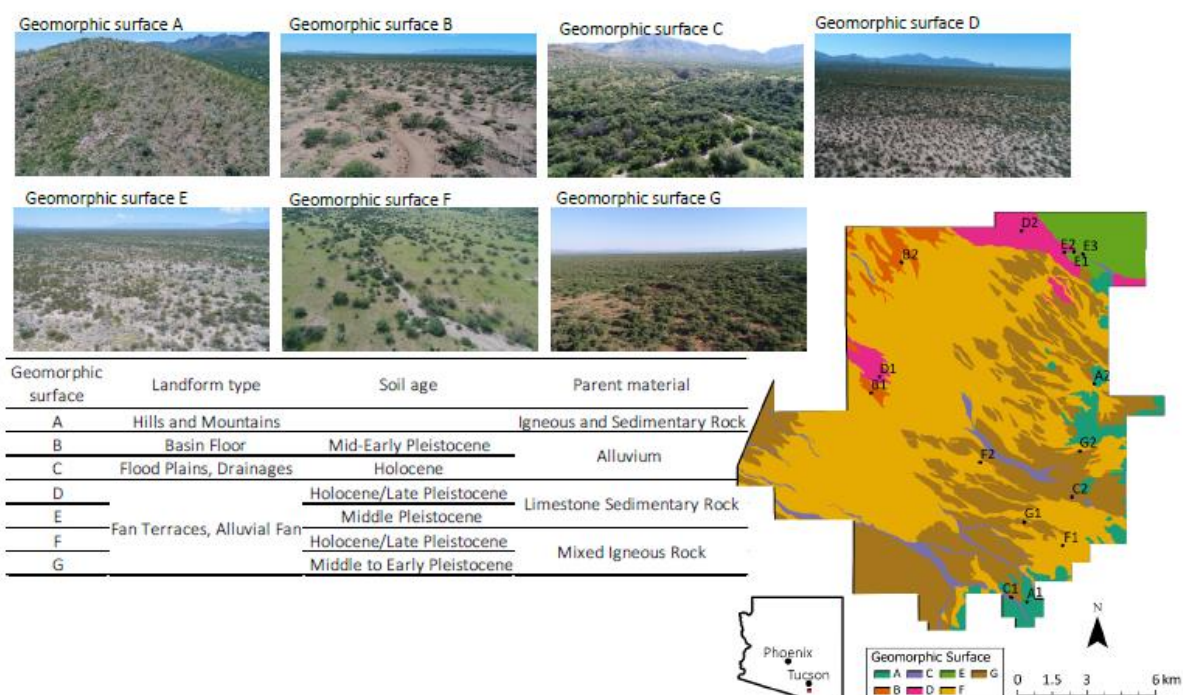 Geomorphic surface A
Geomorphic surface B
Geomorphic surface C
Geomorphic surface D
Geomorphic surface E
Geomorphic surface F
Geomorphic surface G
Geomorphic surface Landform type Soil age Parent material
A Hills and Mountains Igneous and Sedimentary Rock
B Basin Floor Mid-Early Pleistocene Alluvium
C Flood Plains, Drainages Holocene
D Fan Terraces, Alluvial Fan Holocene/Late Pleistocene Limestone Sedimentary Rock
E Middle Pleistocene
F Holocene/Late Pleistocene Mixed Igneous Rock
G Middle to Early Pleistocene
D2
E2 E3
E1
B2
D1
B1
A2
G2
F2
C2
G1
F1
C1 A1
N
Phoenix
Tucson
Geomorphic Surface
A C E G
B D F
0 1.5 3 6 km